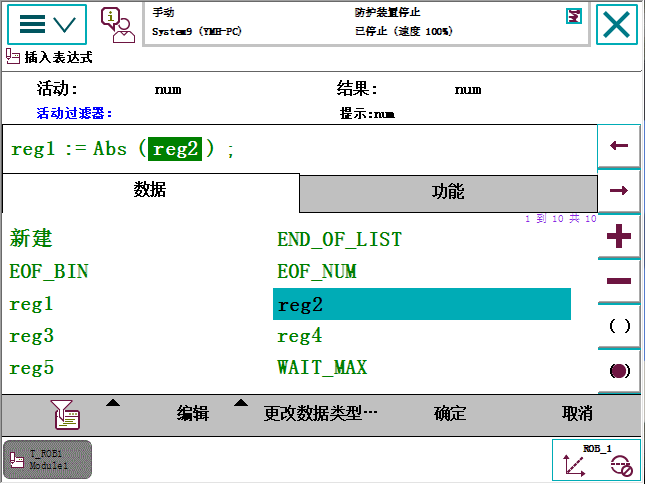 手动
防护装置停止
System9 (YMH-PC)
已停止 (速度 100%)
插入表达式
活动: num 结果: num
活动过滤器: 提示:num
reg1 := Abs ( reg2 ) ;
数据 功能
1 到 10 共 10
新建 END_OF_LIST
EOF_BIN EOF_NUM
reg1 reg2
reg3 reg4
reg5 WAIT_MAX
( )
编辑 更改数据类型… 确定 取消
T_ROB1
Module1
ROB_1